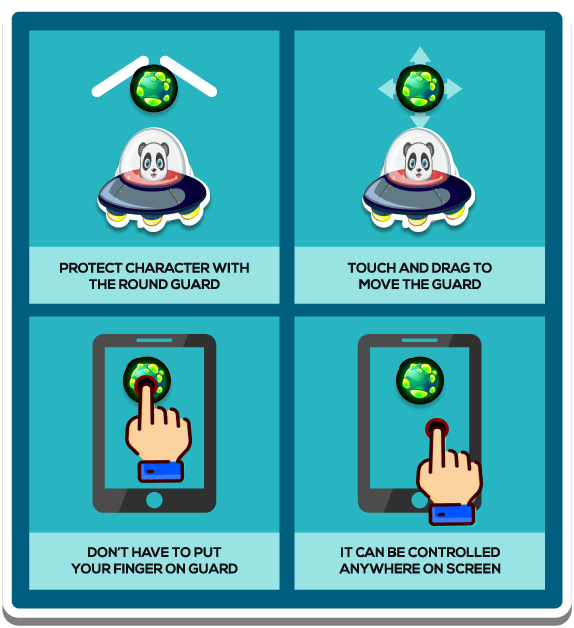 PROTECT CHARACTER WITH
THE ROUND GUARD
TOUCH AND DRAG TO
MOVE THE GUARD
DON'T HAVE TO PUT
YOUR FINGER ON GUARD
IT CAN BE CONTROLLED
ANYWHERE ON SCREEN